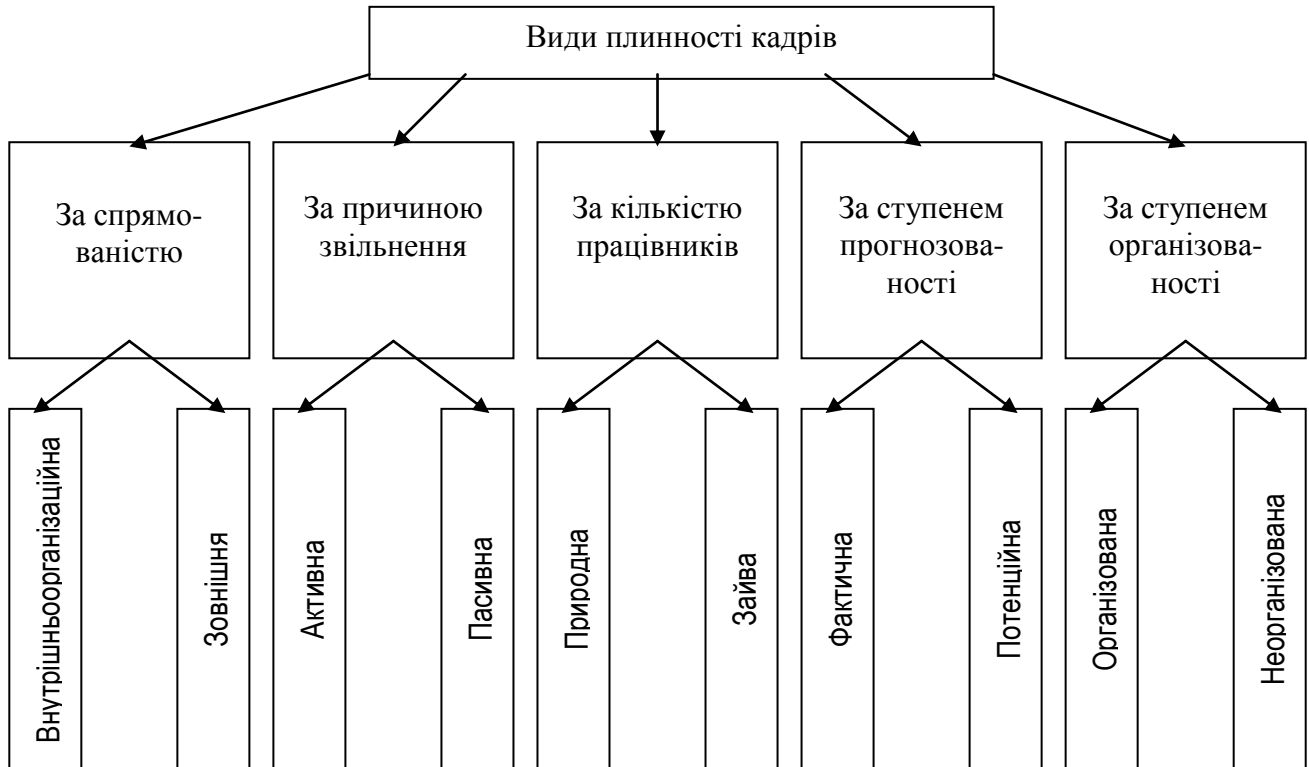 Види плинності кадрів
За спрямо-
ваністю
За причиною
звільнення
За кількістю
працівників
За ступенем
прогнозова-
ності
За ступенем
організова-
ності
Внутрішньоорганізаційна
Зовнішня
Активна
Пасивна
Природна
Зайва
Фактична
Потенційна
Організована
Неорганізована